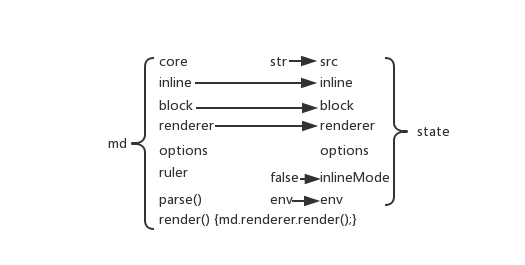 core str src
inline inline
block block
renderer renderer
md state
options options
ruler
false inlineMode
parse() env env
render() {md.renderer.render();}